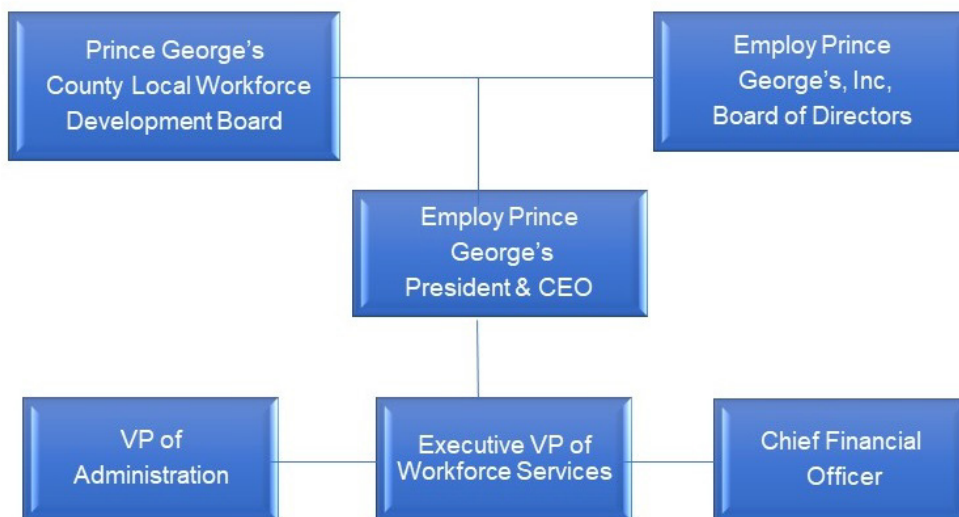 Prince George’s
County Local Workforce
Development Board
Employ Prince
George’s, Inc,
Board of Directors
Employ Prince
George’s
President & CEO
VP of
Administration
Executive VP of
Workforce Services
Chief Financial
Officer